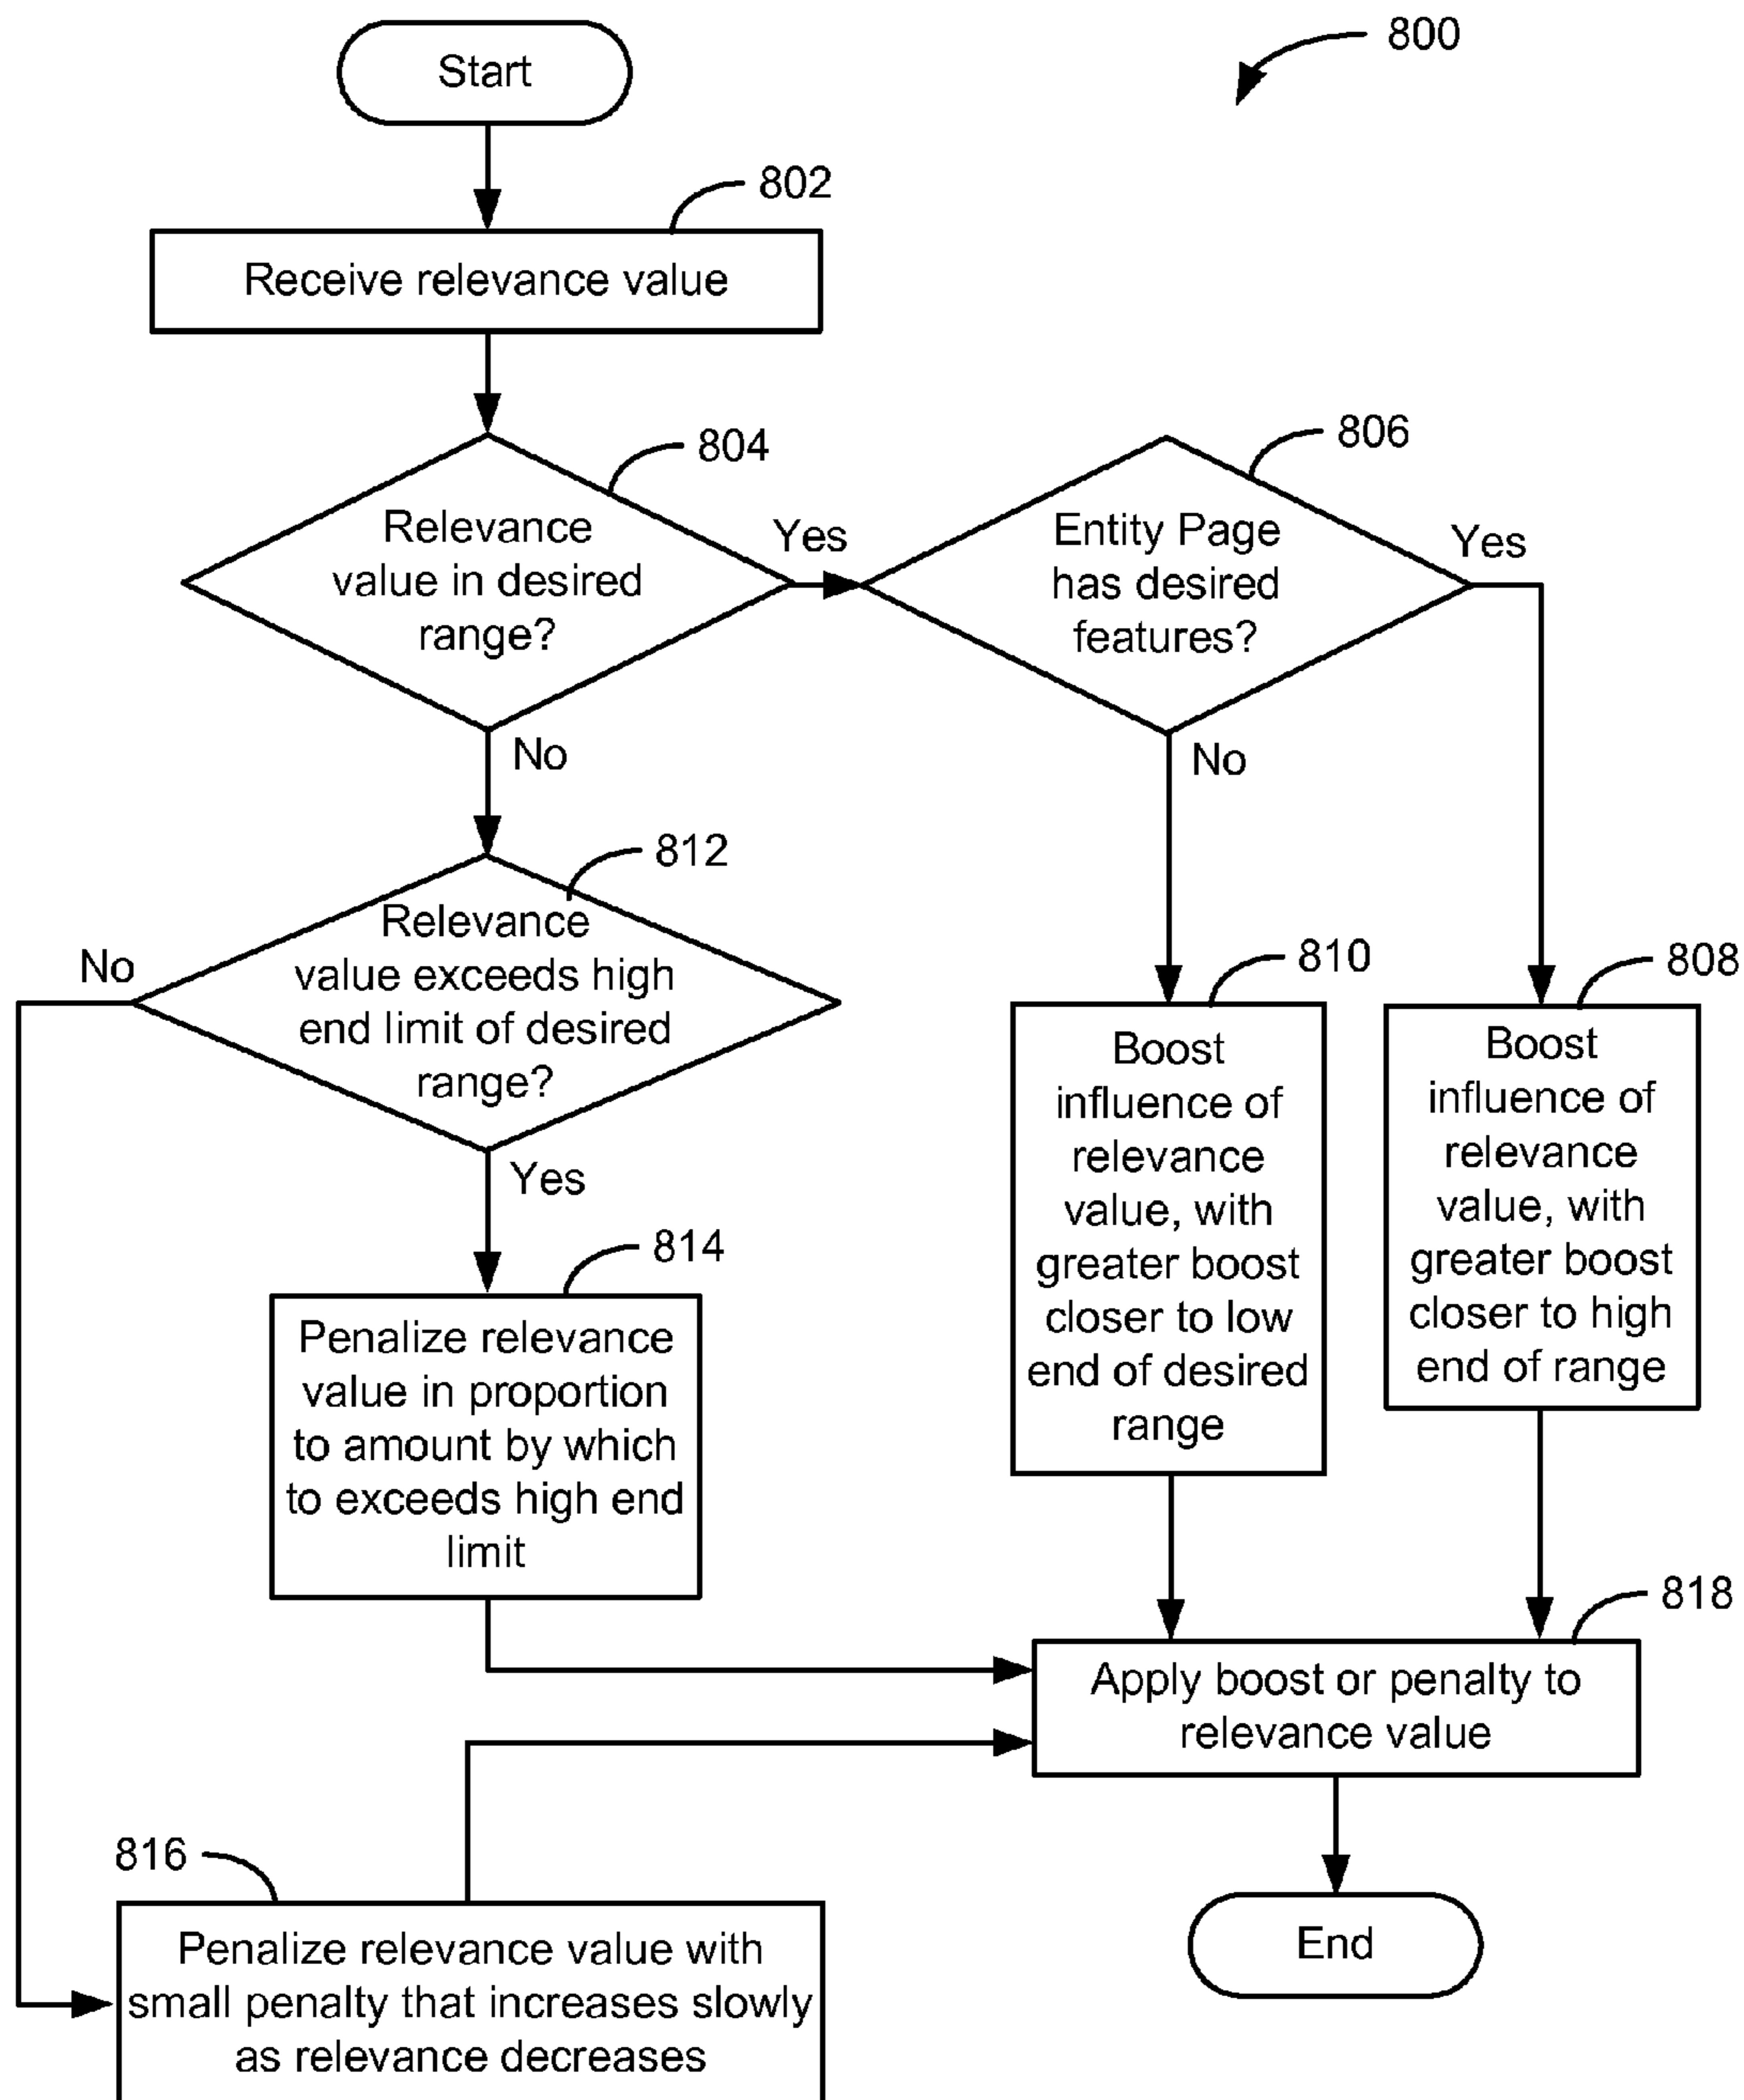 Start
800
802
Receive relevance value
804
Relevance
value in desired
range?
Yes
806
Entity Page
has desired
features?
Yes
No
No
812
Relevance
value exceeds high
end limit of desired
range?
No
Yes
810
Boost
influence of
relevance
value, with
greater boost
closer to low
end of desired
range
808
Boost
influence of
relevance
value, with
greater boost
closer to high
end of range
814
Penalize relevance
value in proportion
to amount by which
to exceeds high end
limit
818
Apply boost or penalty to
relevance value
816
Penalize relevance value with
small penalty that increases slowly
as relevance decreases
End